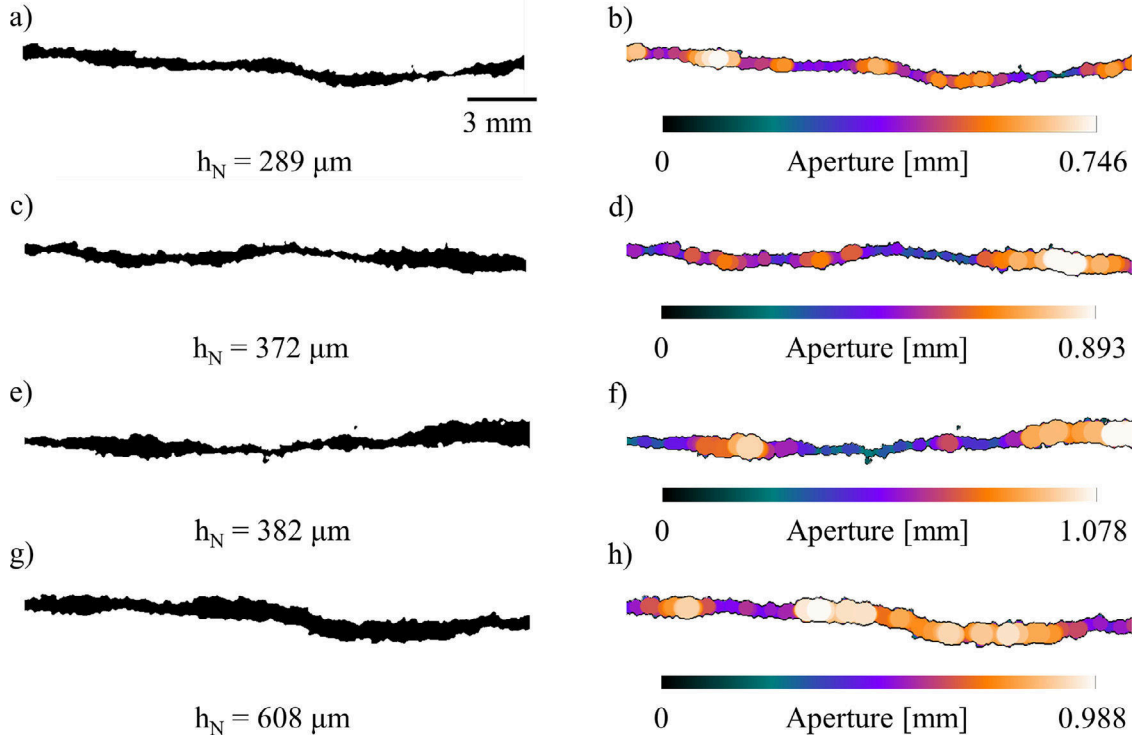 a)
b)
3 mm
h_N = 289 μm
0 Aperture [mm] 0.746
c)
d)
h_N = 372 μm
0 Aperture [mm] 0.893
e)
f)
h_N = 382 μm
0 Aperture [mm] 1.078
g)
h)
h_N = 608 μm
0 Aperture [mm] 0.988